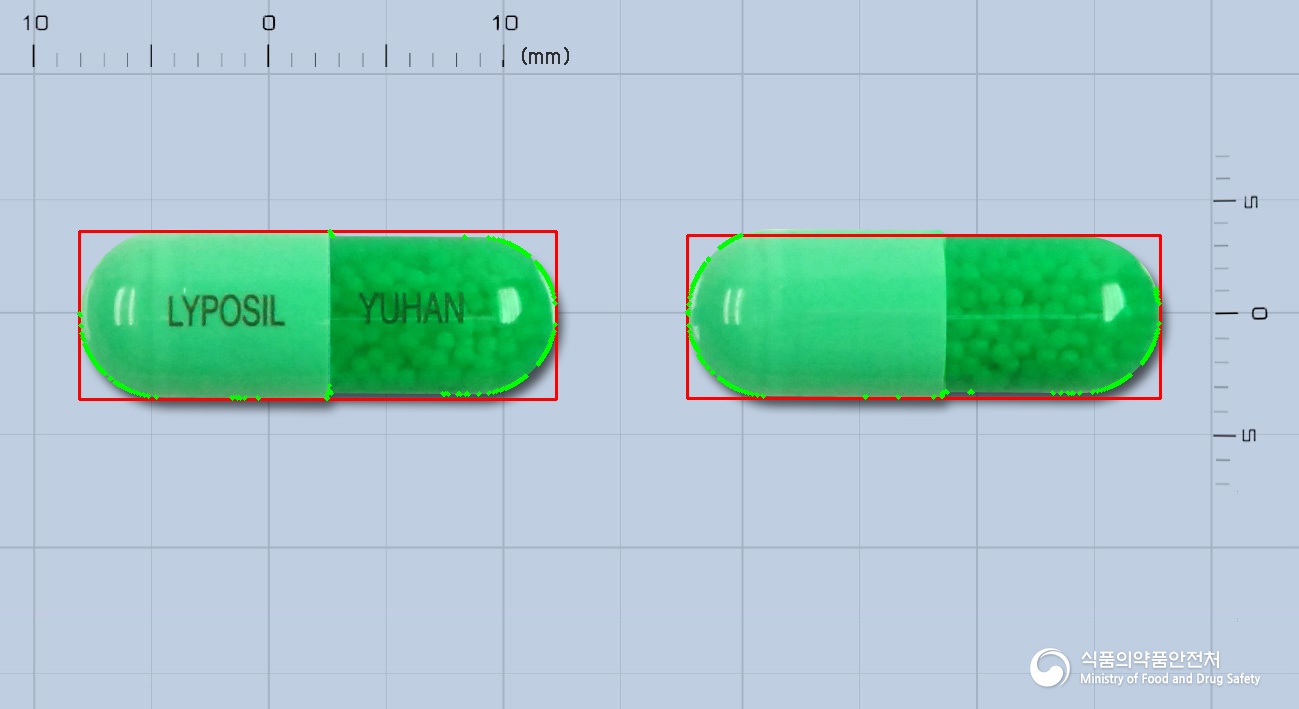 10 0 10
(mm)
LYPOSIL YUHAN
5
0
5
식품의약품안전처
Ministry of Food and Drug Safety